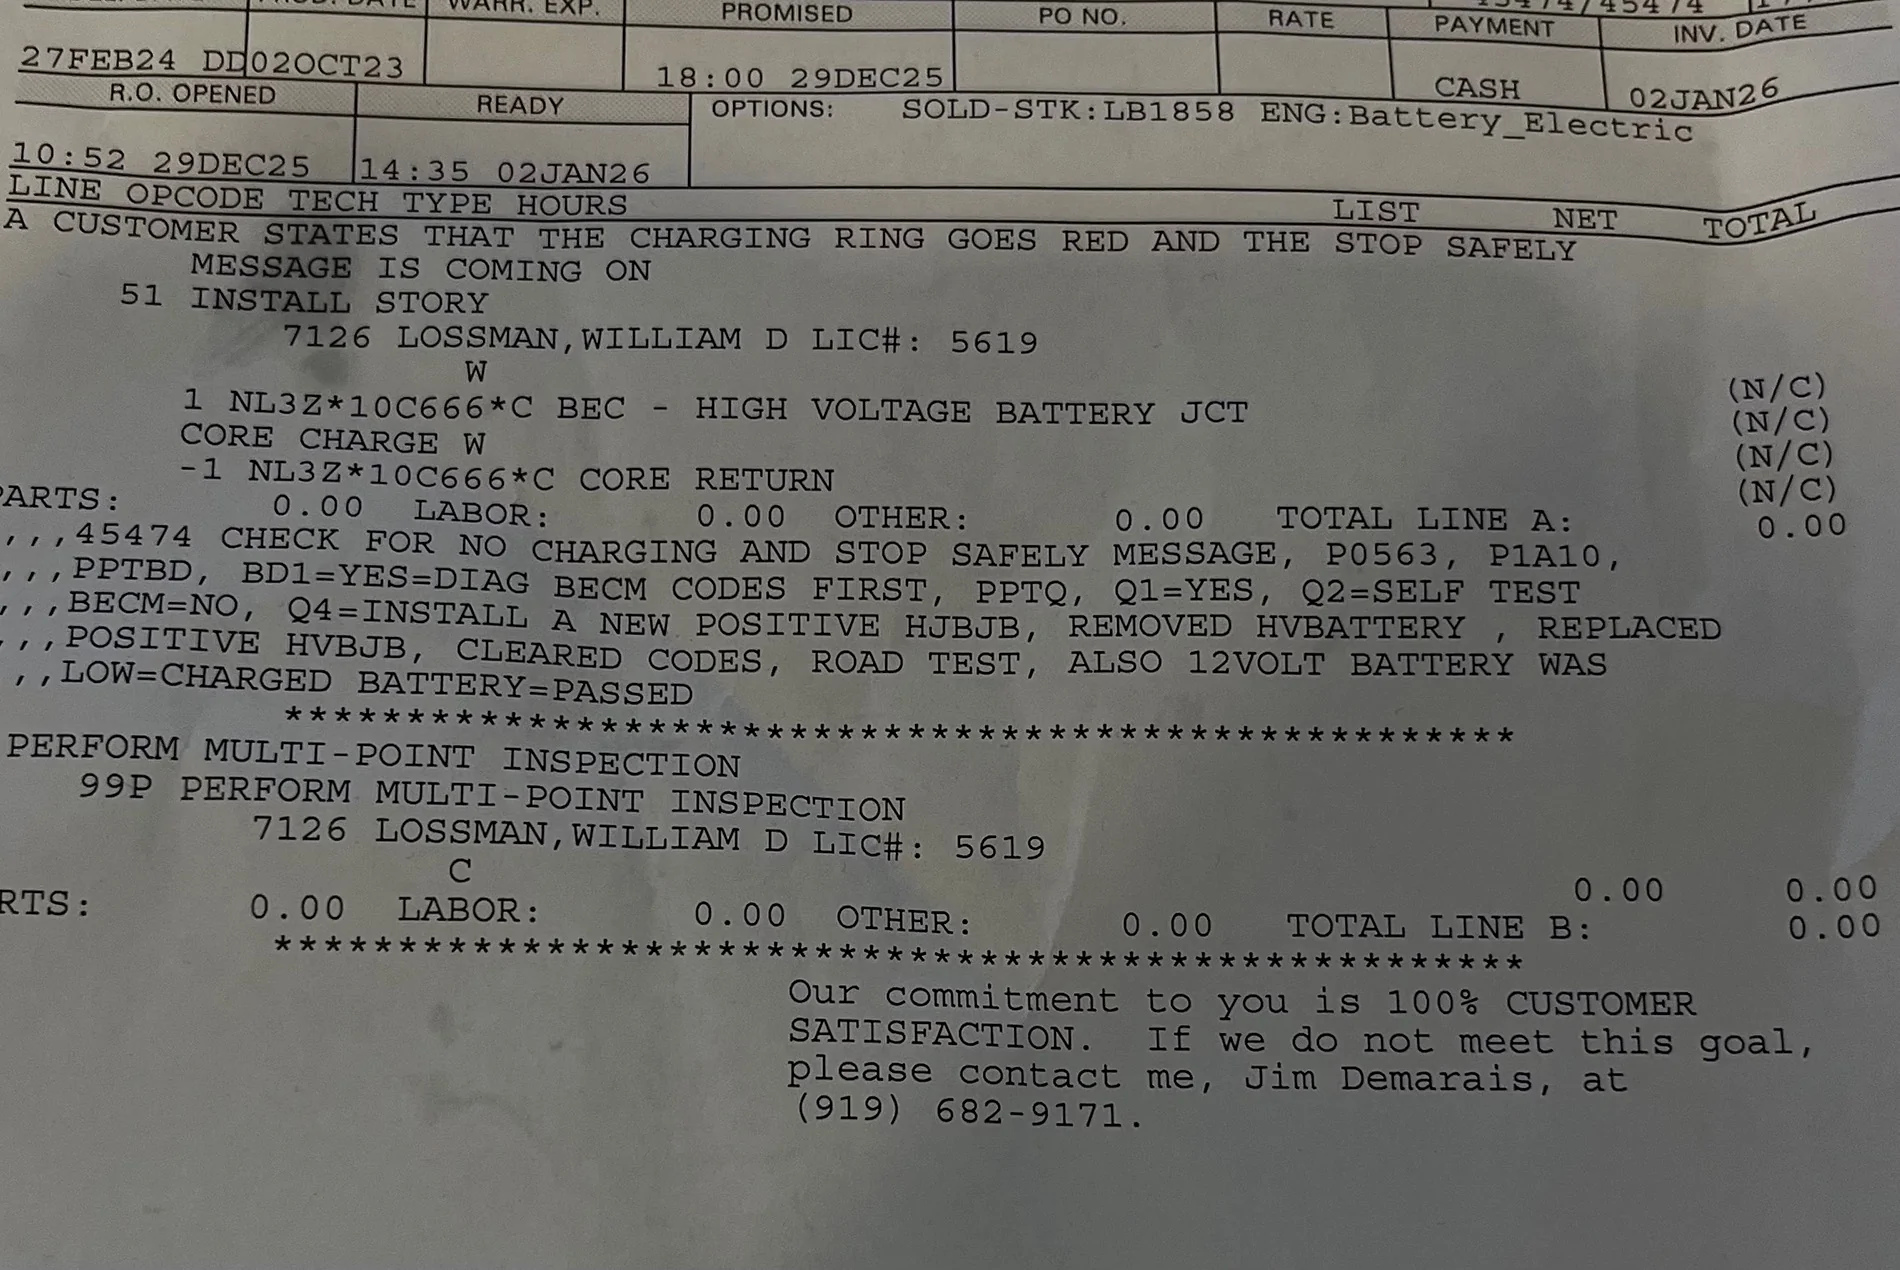 PROD. DATE WARR. EXP. PROMISED PO NO. RATE PAYMENT INV. DATE
27FEB24 DD 02OCT23 18:00 29DEC25 CASH 02JAN26
R.O. OPENED READY OPTIONS: SOLD-STK:LB1858 ENG:Battery_Electric
10:52 29DEC25 14:35 02JAN26
LINE OPCODE TECH TYPE HOURS LIST NET TOTAL
A CUSTOMER STATES THAT THE CHARGING RING GOES RED AND THE STOP SAFELY
MESSAGE IS COMING ON
51 INSTALL STORY
7126 LOSSMAN,WILLIAM D LIC#: 5619
W (N/C)
1 NL3Z*10C666*C BEC - HIGH VOLTAGE BATTERY JCT (N/C)
CORE CHARGE W (N/C)
-1 NL3Z*10C666*C CORE RETURN (N/C)
PARTS: 0.00 LABOR: 0.00 OTHER: 0.00 TOTAL LINE A: 0.00
,,,45474 CHECK FOR NO CHARGING AND STOP SAFELY MESSAGE, P0563, P1A10,
,,,PPTBD, BD1=YES=DIAG BECM CODES FIRST, PPTQ, Q1=YES, Q2=SELF TEST
,,,BECM=NO, Q4=INSTALL A NEW POSITIVE HJBJB, REMOVED HVBATTERY , REPLACED
,,,POSITIVE HVBJB, CLEARED CODES, ROAD TEST, ALSO 12VOLT BATTERY WAS
,,LOW=CHARGED BATTERY=PASSED
****************************************************
PERFORM MULTI-POINT INSPECTION
99P PERFORM MULTI-POINT INSPECTION
7126 LOSSMAN,WILLIAM D LIC#: 5619
C 0.00 0.00
RTS: 0.00 LABOR: 0.00 OTHER: 0.00 TOTAL LINE B: 0.00
****************************************************
Our commitment to you is 100% CUSTOMER
SATISFACTION. If we do not meet this goal,
please contact me, Jim Demarais, at
(919) 682-9171.